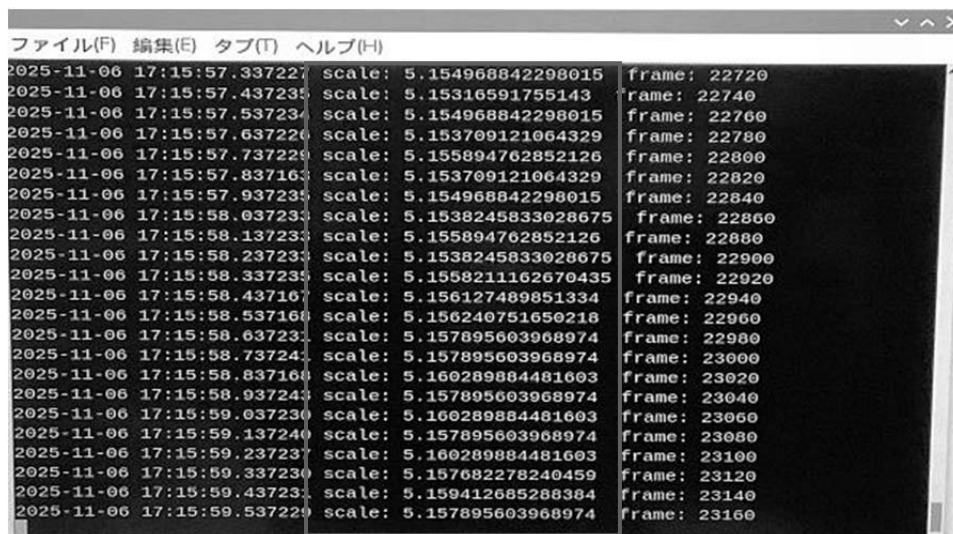 ファイル(F) 編集(E) タブ(T) ヘルプ(H)
2025-11-06 17:15:57.337227 scale: 5.154968842298015 frame: 22720
2025-11-06 17:15:57.437235 scale: 5.15316591755143 frame: 22740
2025-11-06 17:15:57.537234 scale: 5.154968842298015 frame: 22760
2025-11-06 17:15:57.637226 scale: 5.153709121064329 frame: 22780
2025-11-06 17:15:57.737229 scale: 5.155894762852126 frame: 22800
2025-11-06 17:15:57.837163 scale: 5.153709121064329 frame: 22820
2025-11-06 17:15:57.937235 scale: 5.154968842298015 frame: 22840
2025-11-06 17:15:58.037233 scale: 5.1538245833028675 frame: 22860
2025-11-06 17:15:58.137233 scale: 5.155894762852126 frame: 22880
2025-11-06 17:15:58.237233 scale: 5.1538245833028675 frame: 22900
2025-11-06 17:15:58.337235 scale: 5.1558211162670435 frame: 22920
2025-11-06 17:15:58.437167 scale: 5.156127489851334 frame: 22940
2025-11-06 17:15:58.537168 scale: 5.156240751650218 frame: 22960
2025-11-06 17:15:58.637231 scale: 5.157895603968974 frame: 22980
2025-11-06 17:15:58.737241 scale: 5.157895603968974 frame: 23000
2025-11-06 17:15:58.837168 scale: 5.160289884481603 frame: 23020
2025-11-06 17:15:58.937243 scale: 5.157895603968974 frame: 23040
2025-11-06 17:15:59.037230 scale: 5.160289884481603 frame: 23060
2025-11-06 17:15:59.137240 scale: 5.157895603968974 frame: 23080
2025-11-06 17:15:59.237237 scale: 5.160289884481603 frame: 23100
2025-11-06 17:15:59.337230 scale: 5.157682278240459 frame: 23120
2025-11-06 17:15:59.437231 scale: 5.159412685288384 frame: 23140
2025-11-06 17:15:59.537229 scale: 5.157895603968974 frame: 23160